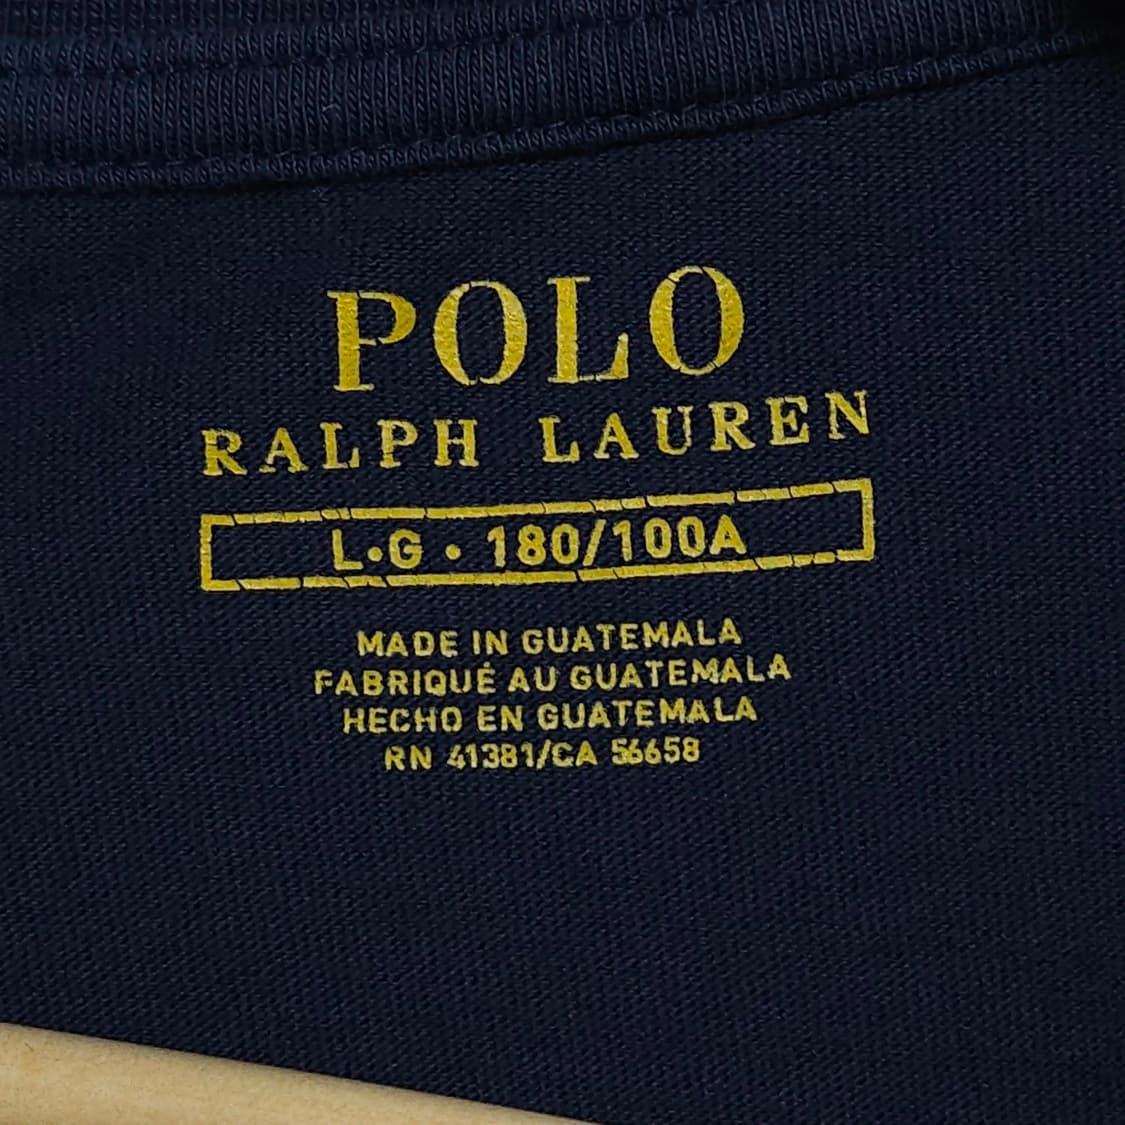 POLO
RALPH LAUREN
L•G • 180/100A
MADE IN GUATEMALA
FABRIQUÉ AU GUATEMALA
HECHO EN GUATEMALA
RN 41381/CA 56658